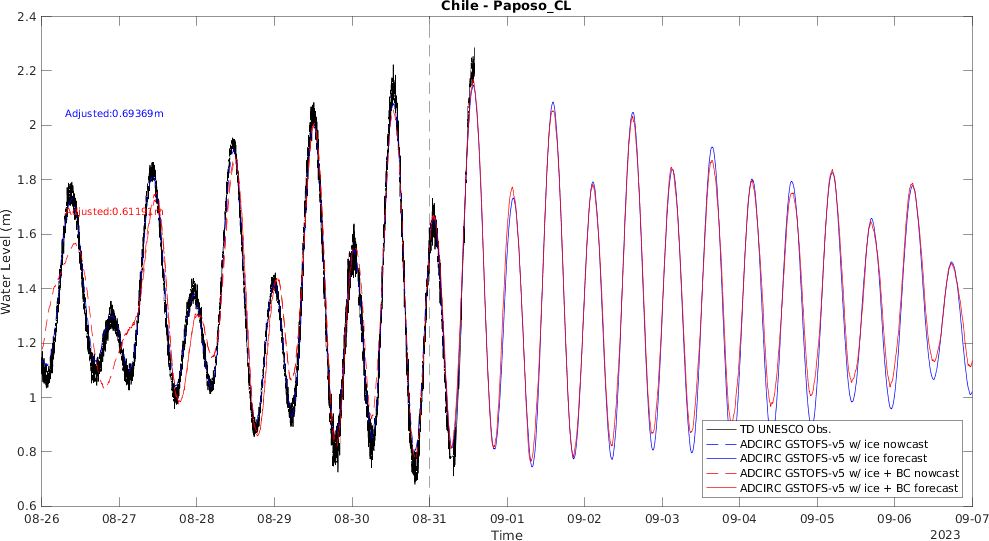 Chile - Paposo_CL
2.4
2.2
2
1.8
1.6
1.4
1.2
1
0.8
0.6
Water Level (m)
Adjusted:0.69369m
Adjusted:0.61191m
TD UNESCO Obs.
ADCIRC GSTOFS-v5 w/ ice nowcast
ADCIRC GSTOFS-v5 w/ ice forecast
ADCIRC GSTOFS-v5 w/ ice + BC nowcast
ADCIRC GSTOFS-v5 w/ ice + BC forecast
08-26 08-27 08-28 08-29 08-30 08-31 09-01 09-02 09-03 09-04 09-05 09-06 09-07
Time
2023